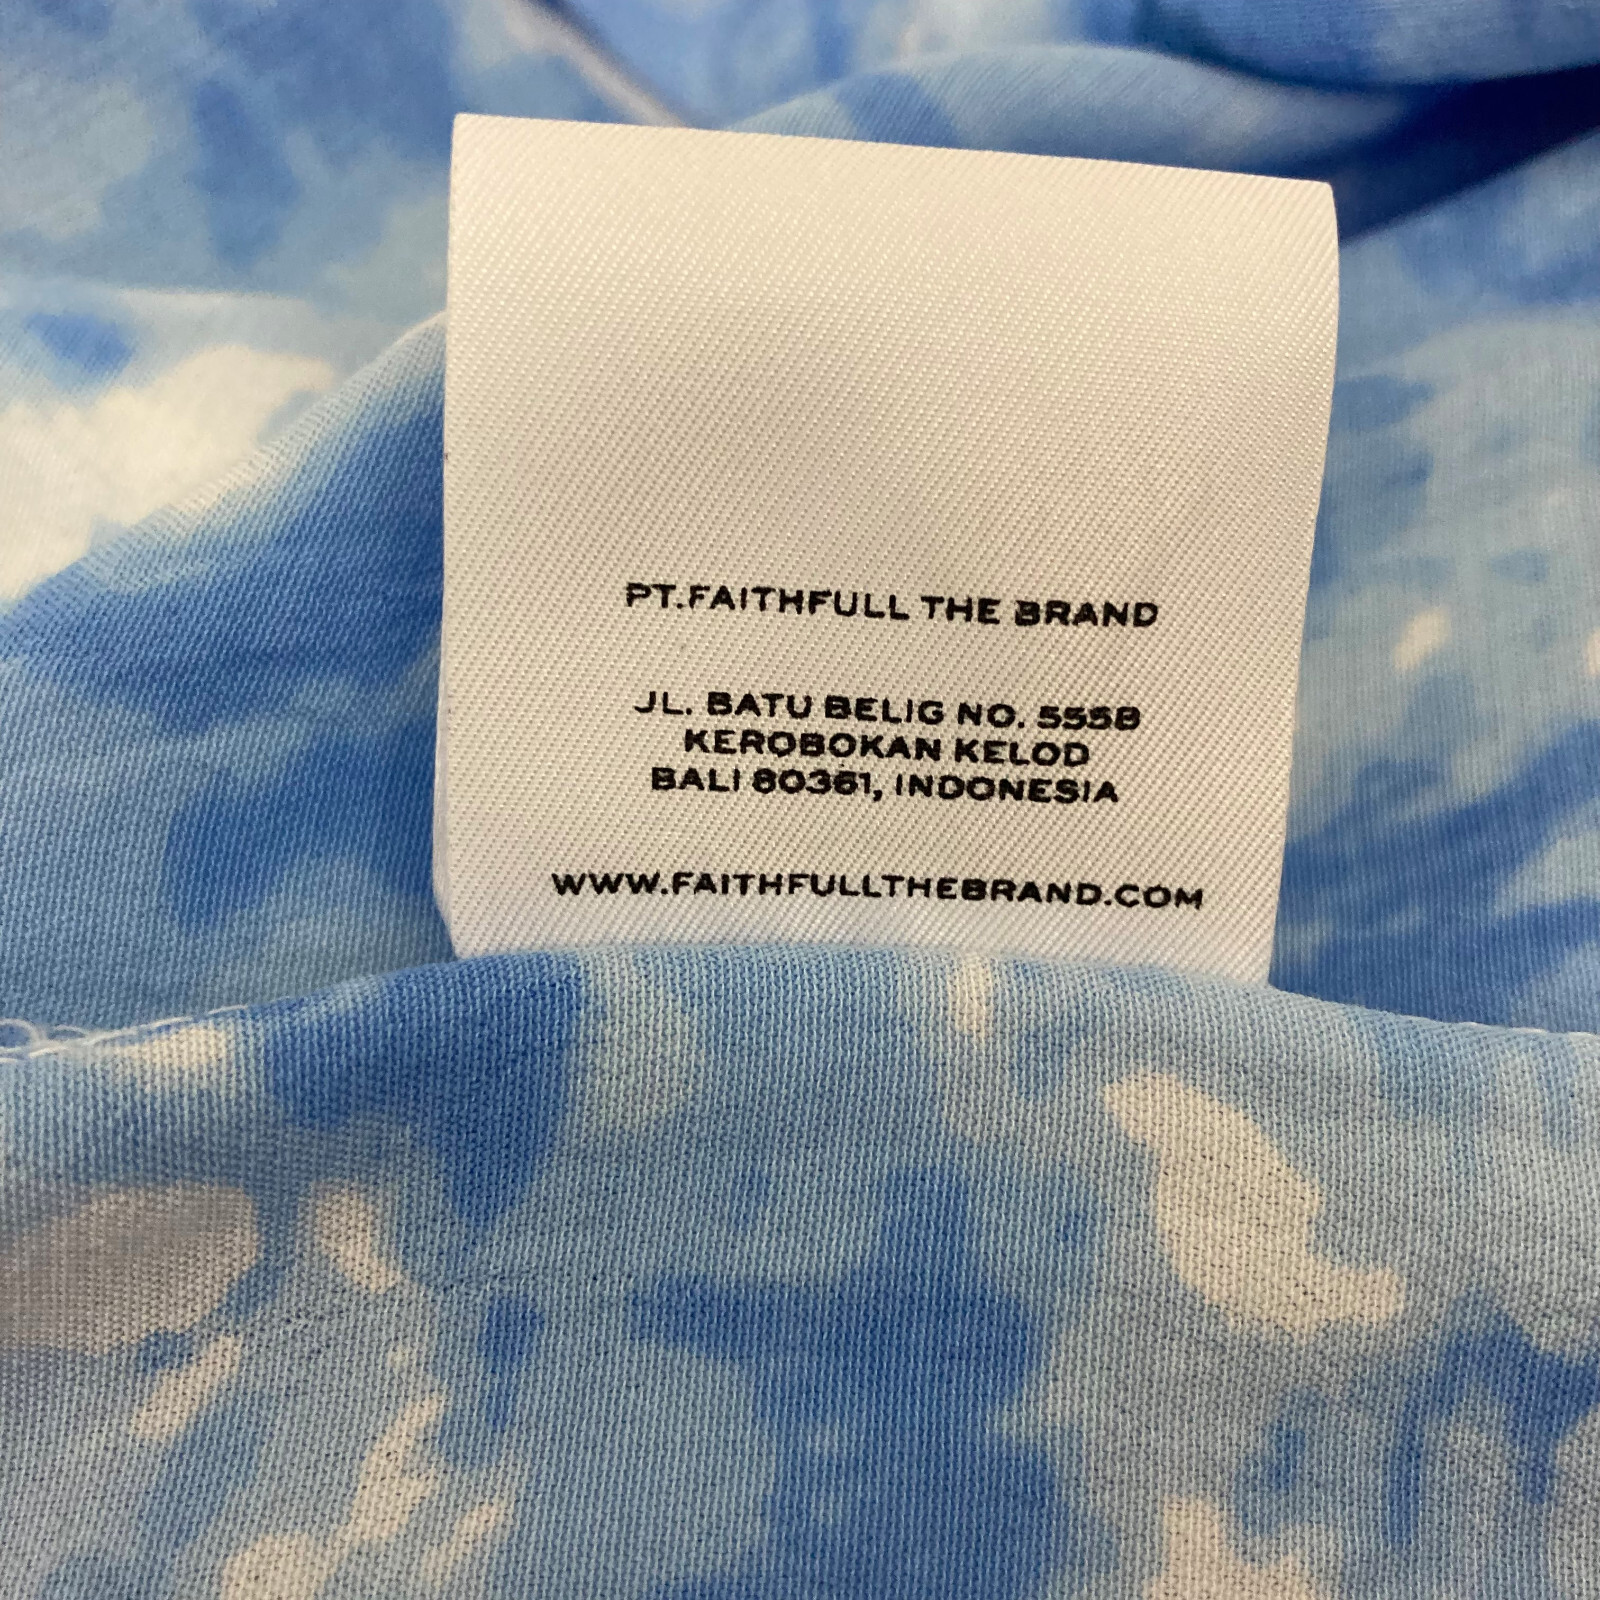 PT.FAITHFULL THE BRAND
JL. BATU BELIG NO. 555B
KEROBOKAN KELOD
BALI 80361, INDONESIA
WWW.FAITHFULLTHEBRAND.COM